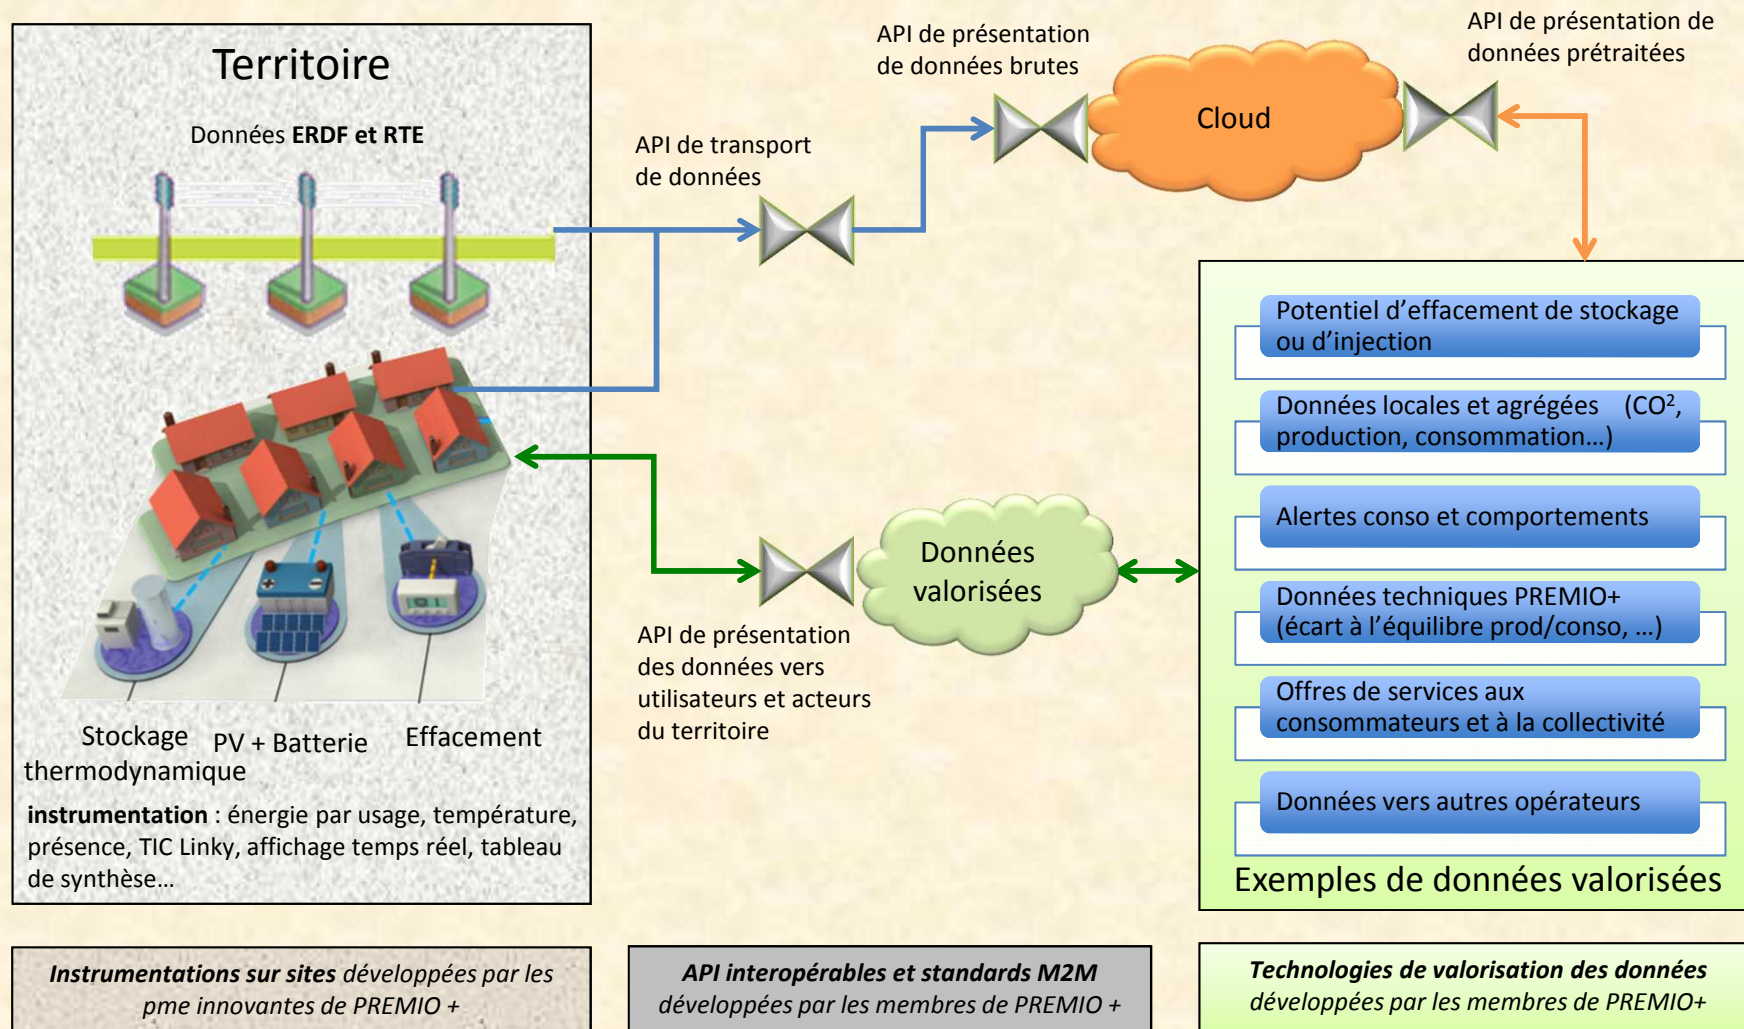 Territoire
Données ERDF et RTE
Stockage
thermodynamique
PV + Batterie
Effacement
instrumentation : énergie par usage, température,
présence, TIC Linky, affichage temps réel, tableau
de synthèse…
API de transport
de données
API de présentation
de données brutes
Cloud
API de présentation de
données prétraitées
Données
valorisées
API de présentation
des données vers
utilisateurs et acteurs
du territoire
Potentiel d’effacement de stockage
ou d’injection
Données locales et agrégées (CO²,
production, consommation…)
Alertes conso et comportements
Données techniques PREMIO+
(écart à l’équilibre prod/conso, …)
Offres de services aux
consommateurs et à la collectivité
Données vers autres opérateurs
Exemples de données valorisées
Instrumentations sur sites développées par les
pme innovantes de PREMIO +
API interopérables et standards M2M
développées par les membres de PREMIO +
Technologies de valorisation des données
développées par les membres de PREMIO+